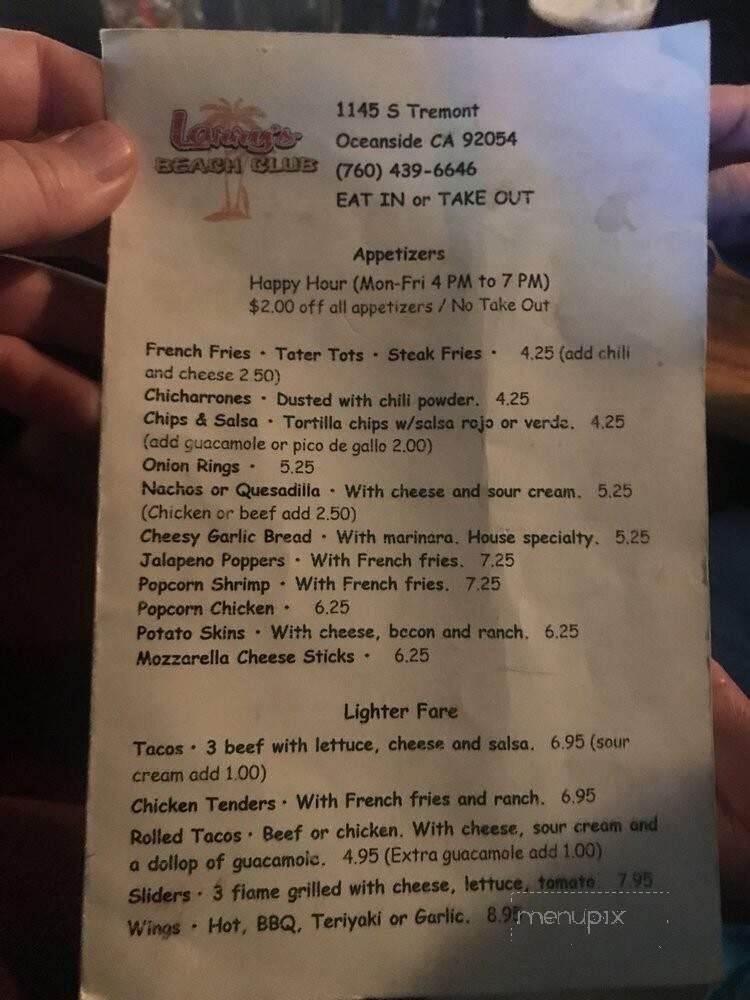 Larry's
BEACH CLUB
1145 S Tremont
Oceanside CA 92054
(760) 439-6646
EAT IN or TAKE OUT
Appetizers
Happy Hour (Mon-Fri 4 PM to 7 PM)
$2.00 off all appetizers / No Take Out
French Fries • Tater Tots • Steak Fries • 4.25 (add chili
and cheese 2.50)
Chicharrones • Dusted with chili powder. 4.25
Chips & Salsa • Tortilla chips w/salsa rojo or verde. 4.25
(add guacamole or pico de gallo 2.00)
Onion Rings • 5.25
Nachos or Quesadilla • With cheese and sour cream. 5.25
(Chicken or beef add 2.50)
Cheesy Garlic Bread • With marinara. House specialty. 5.25
Jalapeno Poppers • With French fries. 7.25
Popcorn Shrimp • With French fries. 7.25
Popcorn Chicken • 6.25
Potato Skins • With cheese, bacon and ranch. 6.25
Mozzarella Cheese Sticks • 6.25
Lighter Fare
Tacos • 3 beef with lettuce, cheese and salsa. 6.95 (sour
cream add 1.00)
Chicken Tenders • With French fries and ranch. 6.95
Rolled Tacos • Beef or chicken. With cheese, sour cream and
a dollop of guacamole. 4.95 (Extra guacamole add 1.00)
Sliders • 3 flame grilled with cheese, lettuce, tomato. 7.95
Wings • Hot, BBQ, Teriyaki or Garlic. 8.95
menupix